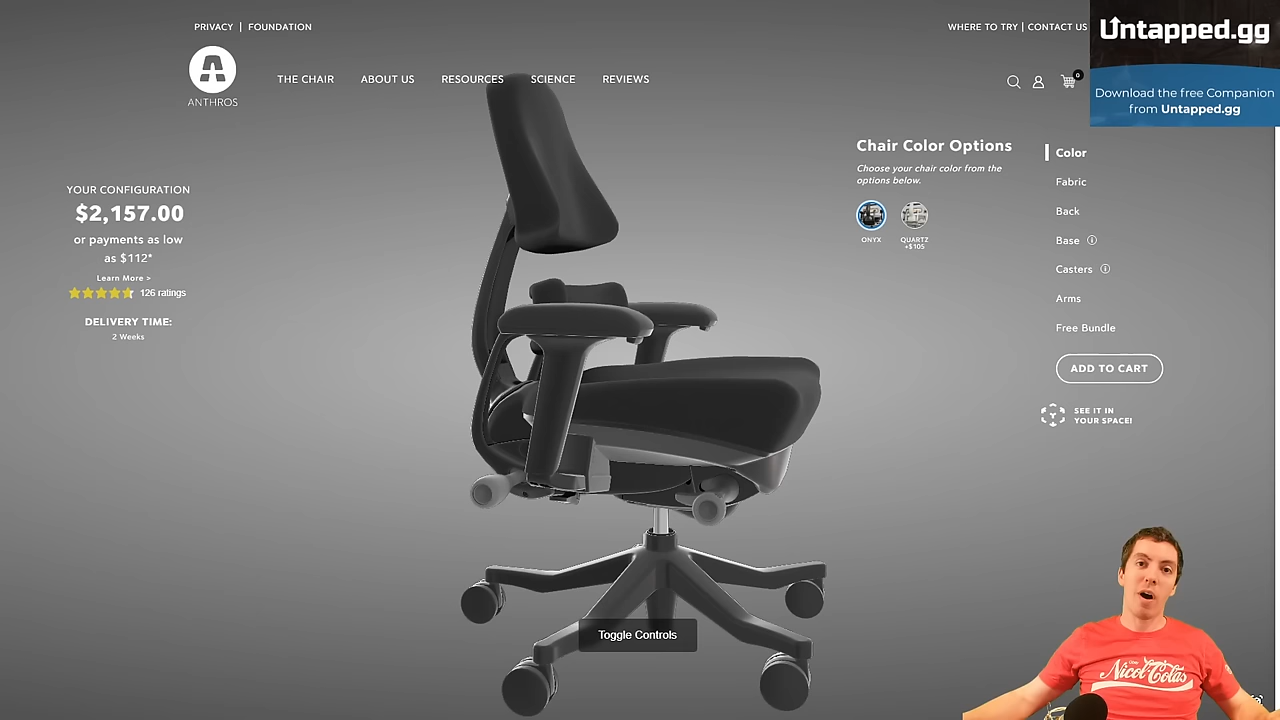 PRIVACY | FOUNDATION
WHERE TO TRY | CONTACT US
Untapped.gg
Download the free Companion
from Untapped.gg
ANTHROS
THE CHAIR
ABOUT US
RESOURCES
SCIENCE
REVIEWS
0
YOUR CONFIGURATION
$2,157.00
or payments as low
as $112*
Learn More >
126 ratings
DELIVERY TIME:
2 Weeks
Chair Color Options
Choose your chair color from the
options below.
ONYX
QUARTZ
+$105
Color
Fabric
Back
Base
Casters
Arms
Free Bundle
ADD TO CART
SEE IT IN
YOUR SPACE!
Toggle Controls
Nicol Colas